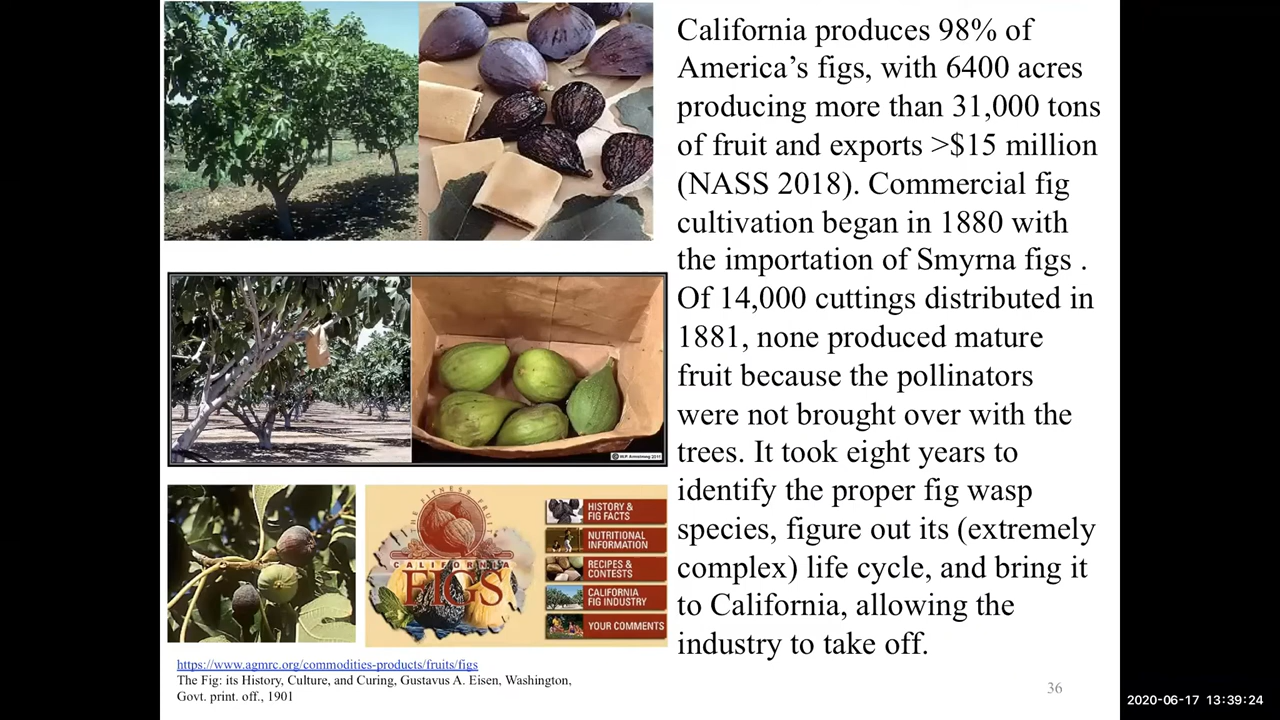 California produces 98% of
America's figs, with 6400 acres
producing more than 31,000 tons
of fruit and exports >$15 million
(NASS 2018). Commercial fig
cultivation began in 1880 with
the importation of Smyrna figs .
Of 14,000 cuttings distributed in
1881, none produced mature
fruit because the pollinators
were not brought over with the
trees. It took eight years to
identify the proper fig wasp
species, figure out its (extremely
complex) life cycle, and bring it
to California, allowing the
industry to take off.
© W.P. Armstrong 2011
THE FITNESS FRUIT
CALIFORNIA
FIGS
HISTORY &
FIG FACTS
NUTRITIONAL
INFORMATION
RECIPES &
CONTESTS
CALIFORNIA
FIG INDUSTRY
YOUR COMMENTS
https://www.agmrc.org/commodities-products/fruits/figs
The Fig: its History, Culture, and Curing, Gustavus A. Eisen, Washington,
Govt. print. off., 1901
36
2020-06-17 13:39:24